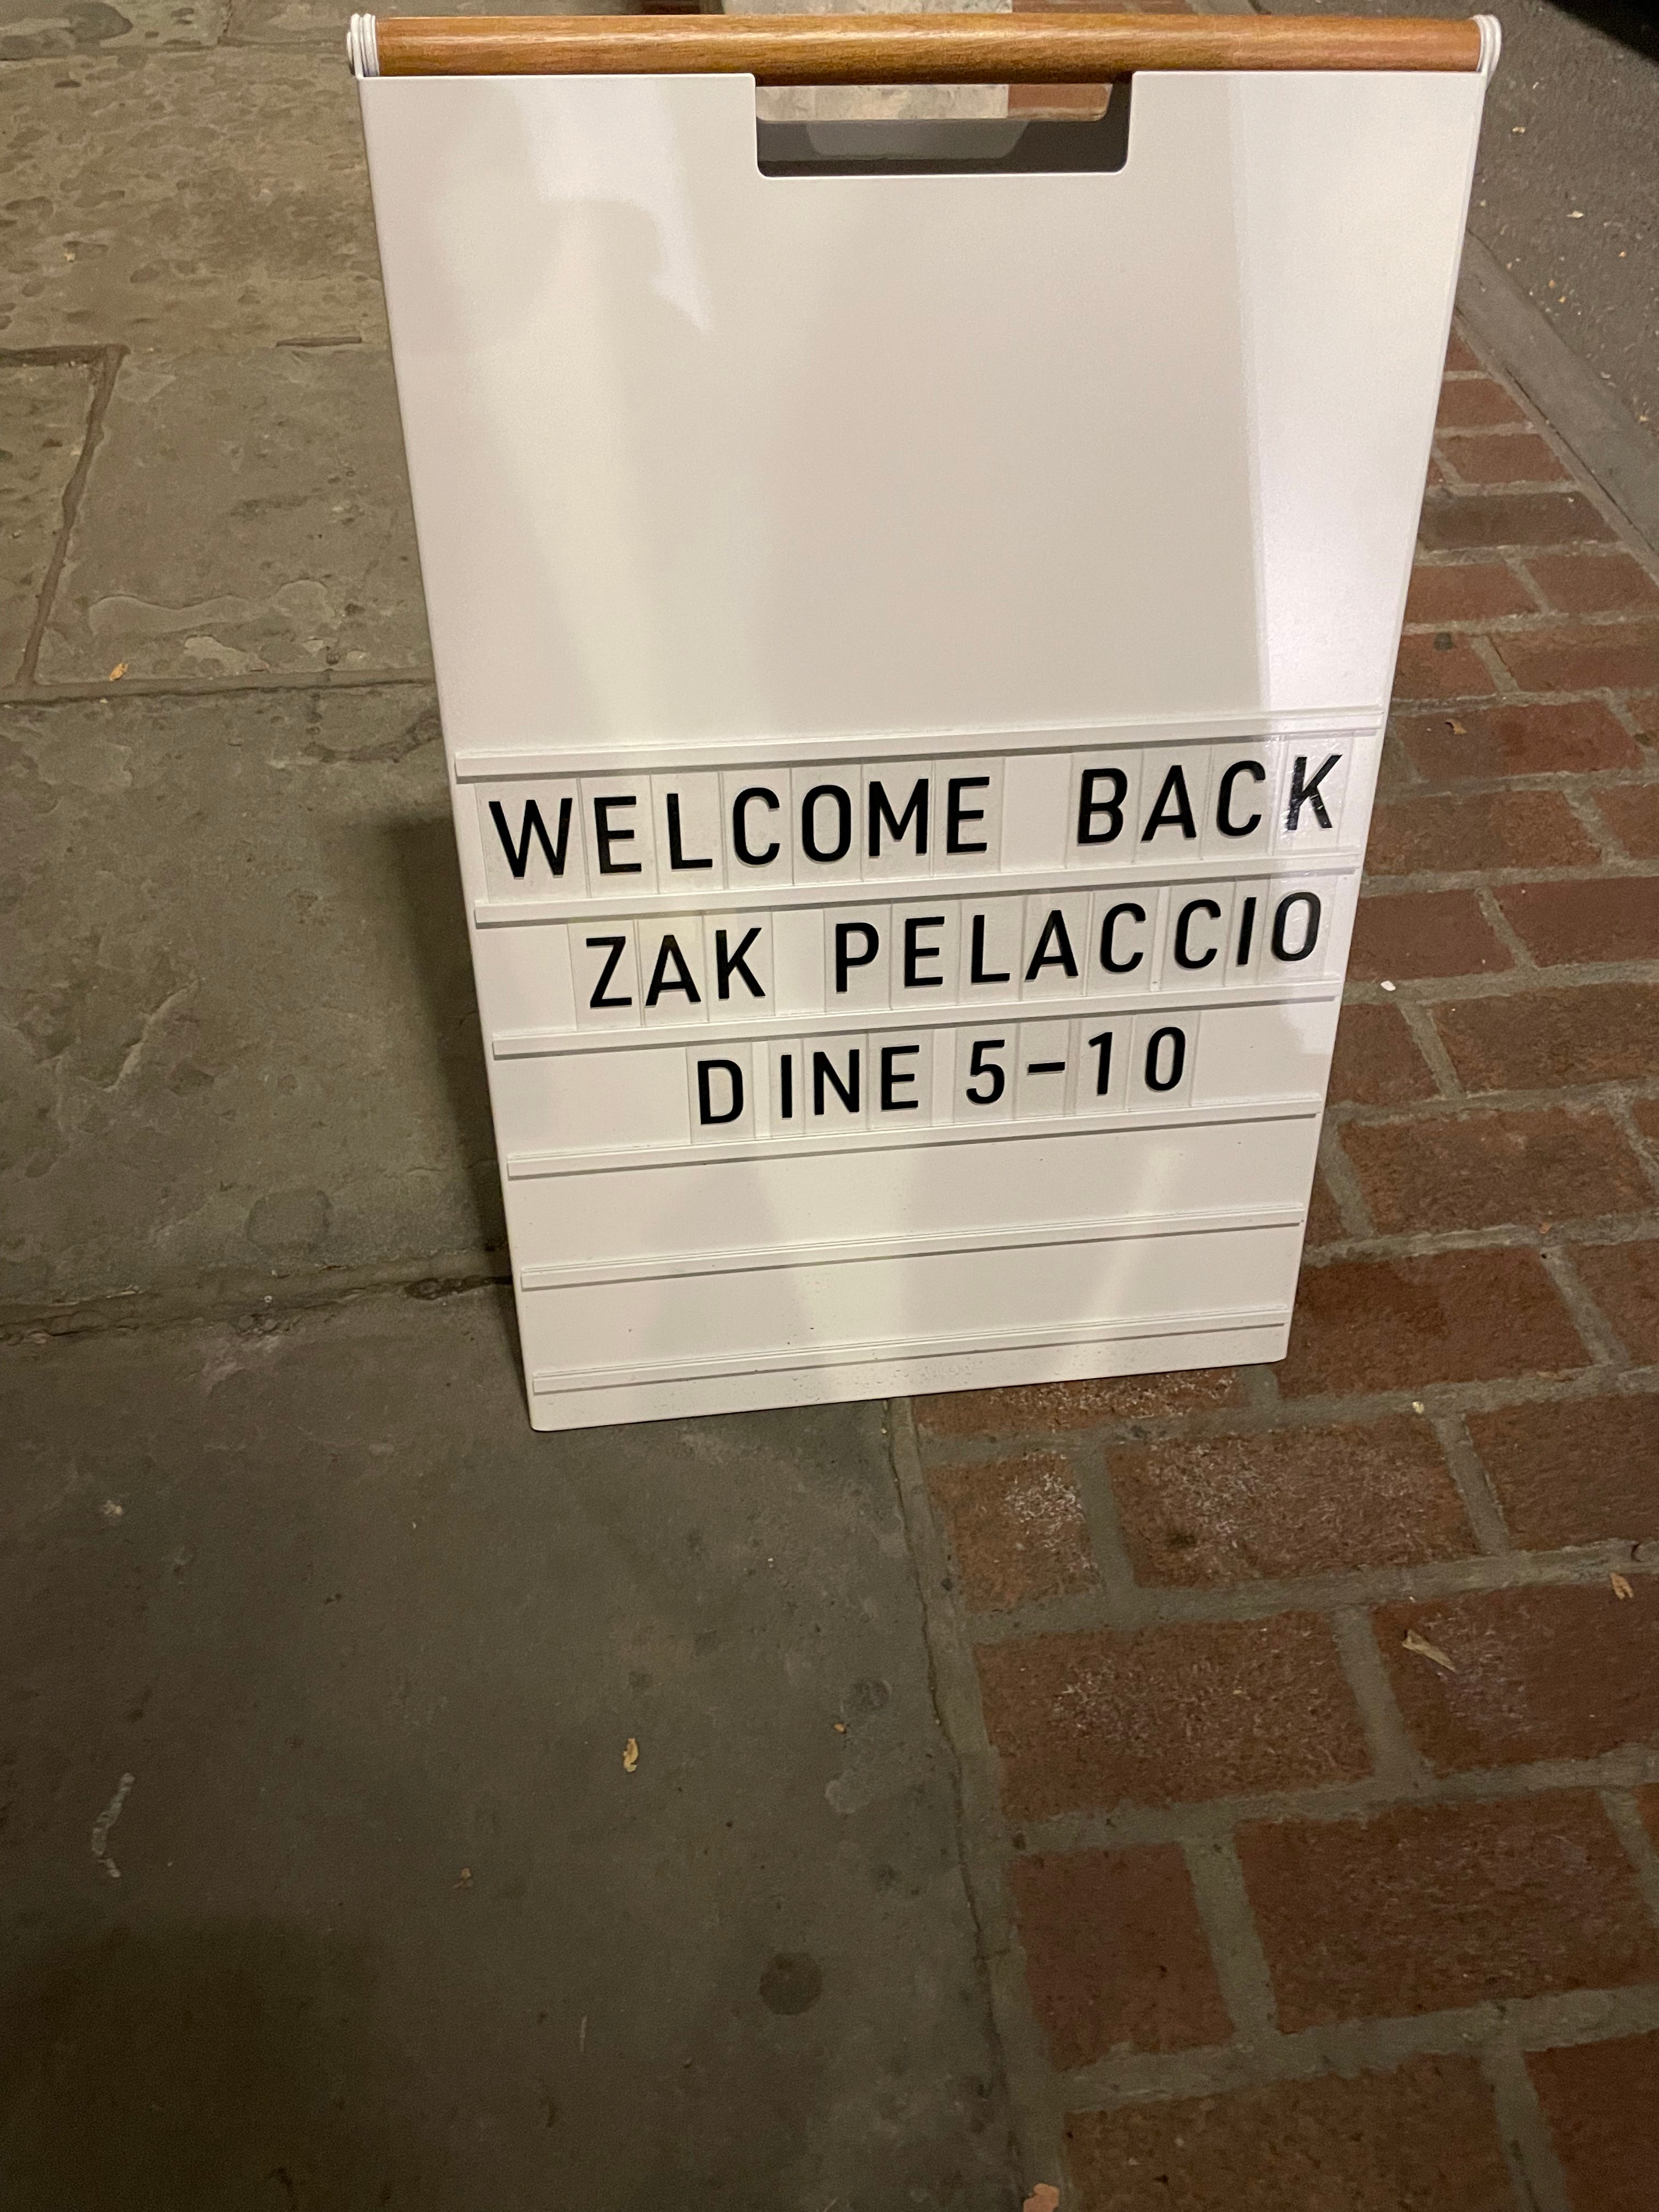 WELCOME BACK
ZAK PELACCIO
DINE 5-10